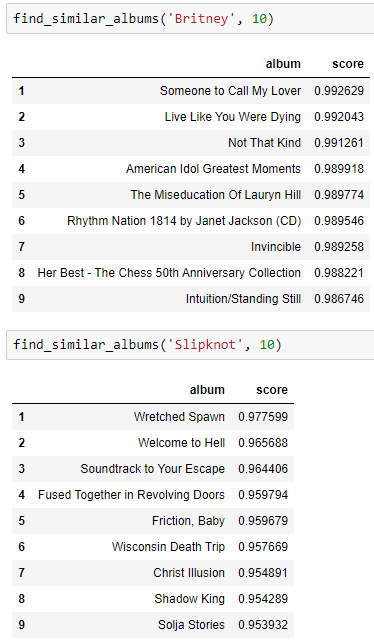 find_similar_albums('Britney', 10)
album score
1 Someone to Call My Lover 0.992629
2 Live Like You Were Dying 0.992043
3 Not That Kind 0.991261
4 American Idol Greatest Moments 0.989918
5 The Miseducation Of Lauryn Hill 0.989774
6 Rhythm Nation 1814 by Janet Jackson (CD) 0.989546
7 Invincible 0.989258
8 Her Best - The Chess 50th Anniversary Collection 0.988221
9 Intuition/Standing Still 0.986746
find_similar_albums('Slipknot', 10)
album score
1 Wretched Spawn 0.977599
2 Welcome to Hell 0.965688
3 Soundtrack to Your Escape 0.964406
4 Fused Together in Revolving Doors 0.959794
5 Friction, Baby 0.959679
6 Wisconsin Death Trip 0.957669
7 Christ Illusion 0.954891
8 Shadow King 0.954289
9 Solja Stories 0.953932